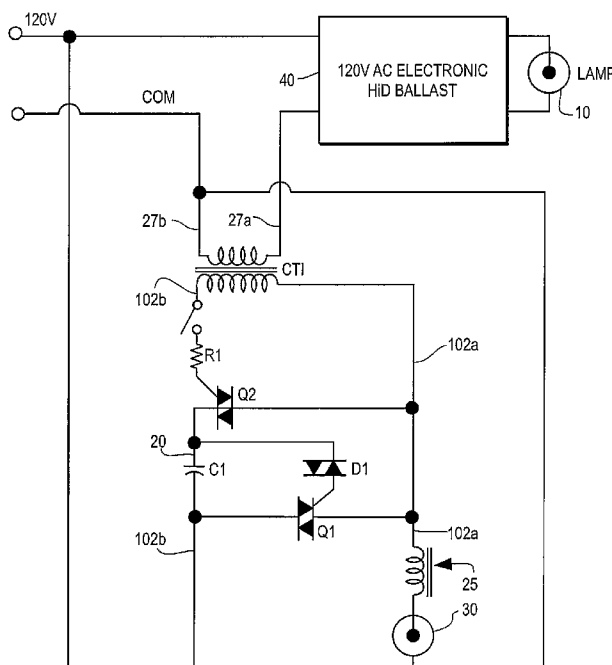 120V
40
120V AC ELECTRONIC
HiD BALLAST
LAMP
10
COM
27b
27a
CTI
102b
R1
102a
Q2
20
C1
D1
102b
Q1
102a
25
30